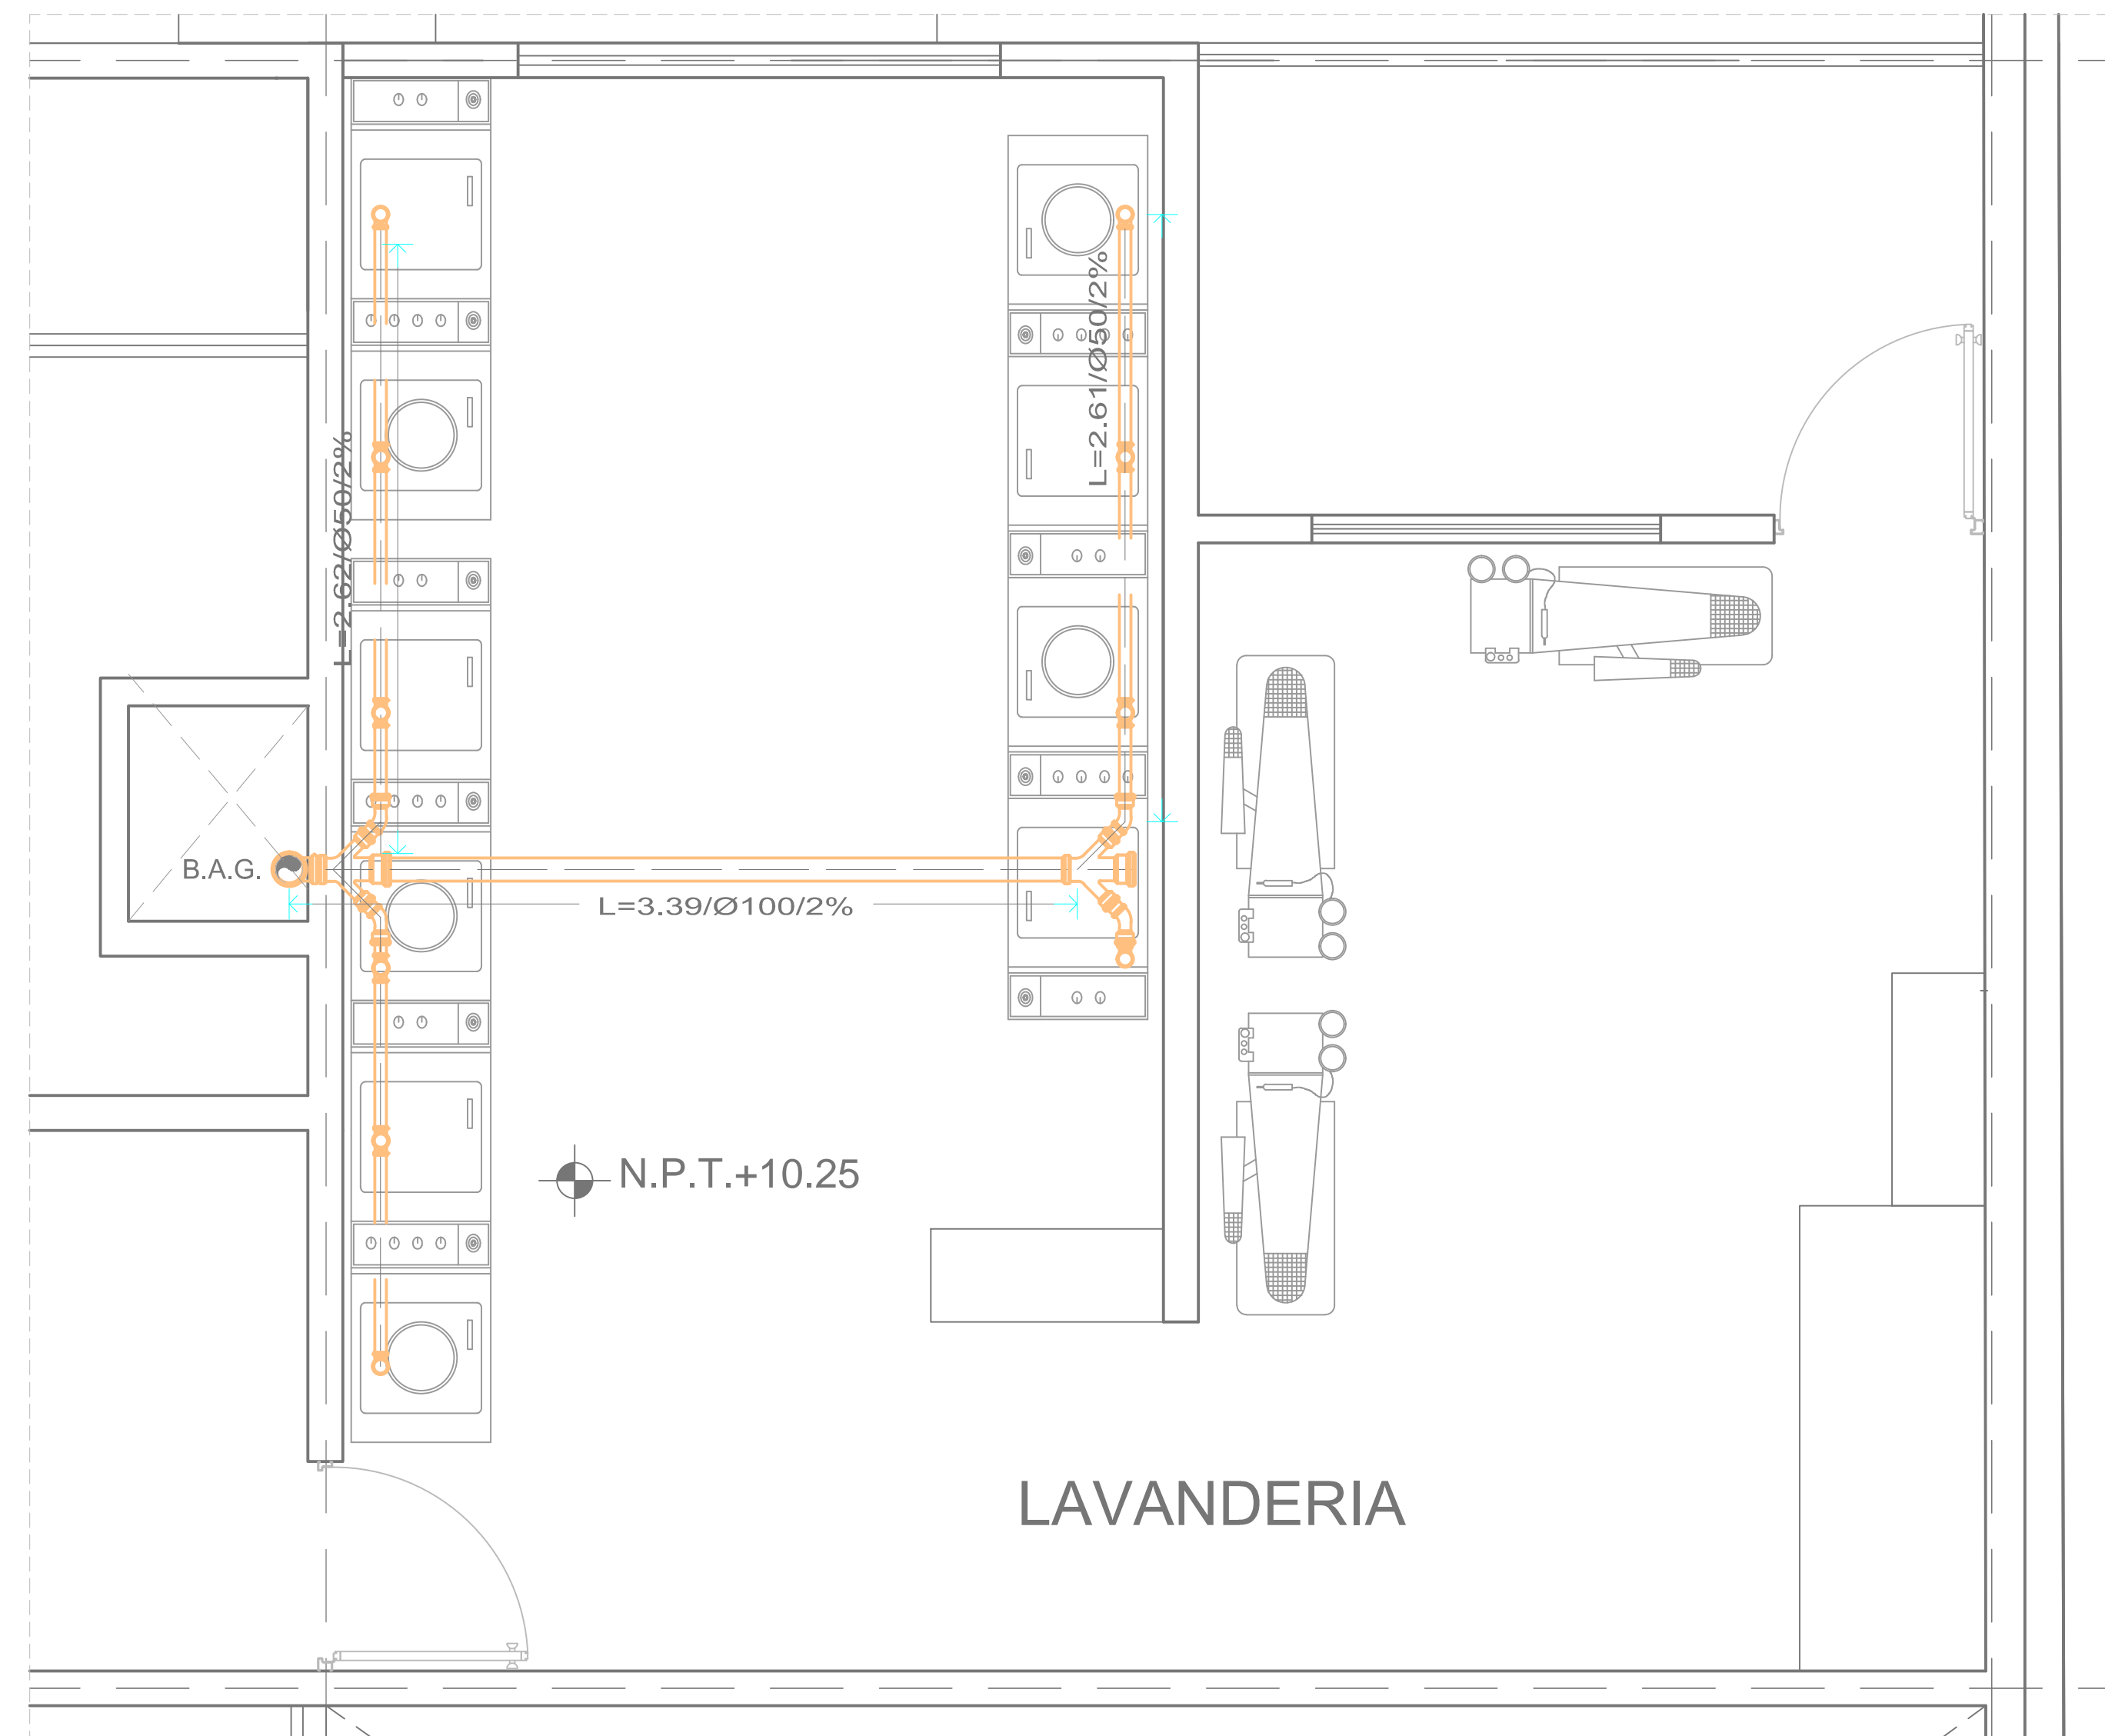 L=2.61/Ø50/2%
L=2.62/Ø50/2%
B.A.G.
L=3.39/Ø100/2%
N.P.T.+10.25
LAVANDERIA